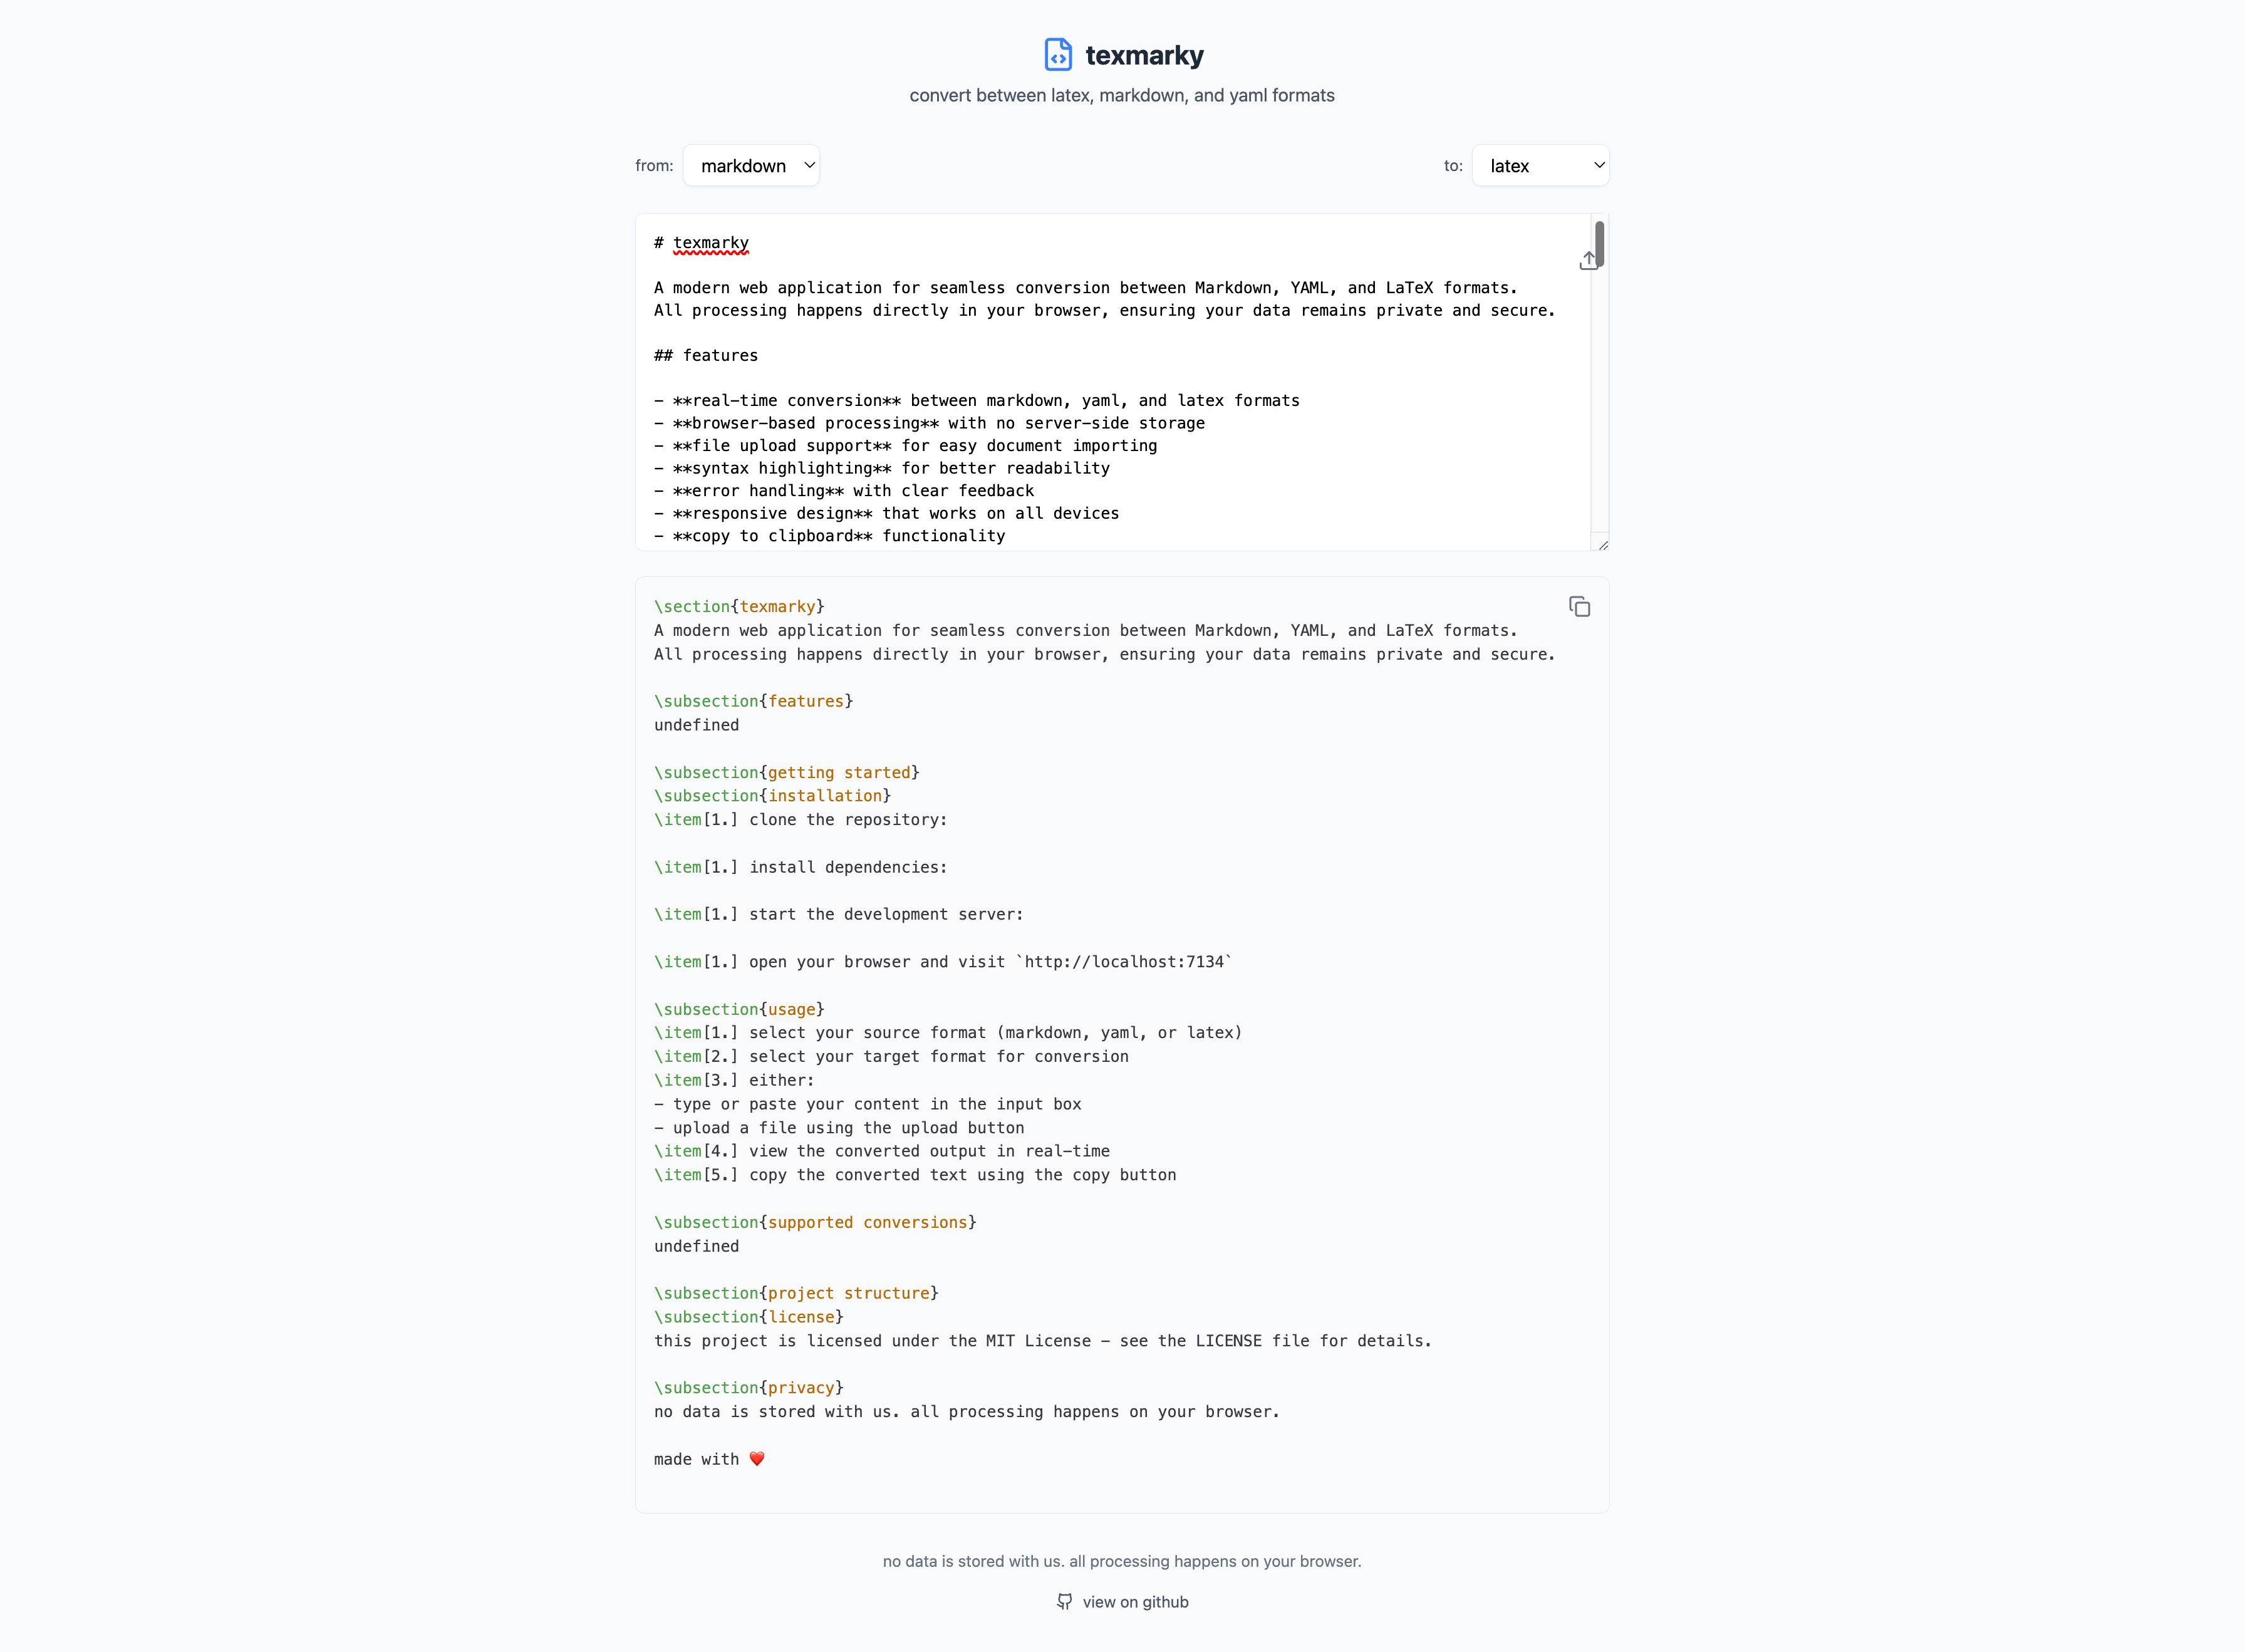 texmarky
convert between latex, markdown, and yaml formats
from: markdown to: latex
# texmarky
A modern web application for seamless conversion between Markdown, YAML, and LaTeX formats.
All processing happens directly in your browser, ensuring your data remains private and secure.
## features
- **real-time conversion** between markdown, yaml, and latex formats
- **browser-based processing** with no server-side storage
- **file upload support** for easy document importing
- **syntax highlighting** for better readability
- **error handling** with clear feedback
- **responsive design** that works on all devices
- **copy to clipboard** functionality
\section{texmarky}
A modern web application for seamless conversion between Markdown, YAML, and LaTeX formats.
All processing happens directly in your browser, ensuring your data remains private and secure.
\subsection{features}
undefined
\subsection{getting started}
\subsection{installation}
\item[1.] clone the repository:
\item[1.] install dependencies:
\item[1.] start the development server:
\item[1.] open your browser and visit `http://localhost:7134`
\subsection{usage}
\item[1.] select your source format (markdown, yaml, or latex)
\item[2.] select your target format for conversion
\item[3.] either:
- type or paste your content in the input box
- upload a file using the upload button
\item[4.] view the converted output in real-time
\item[5.] copy the converted text using the copy button
\subsection{supported conversions}
undefined
\subsection{project structure}
\subsection{license}
this project is licensed under the MIT License - see the LICENSE file for details.
\subsection{privacy}
no data is stored with us. all processing happens on your browser.
made with ❤️
no data is stored with us. all processing happens on your browser.
view on github